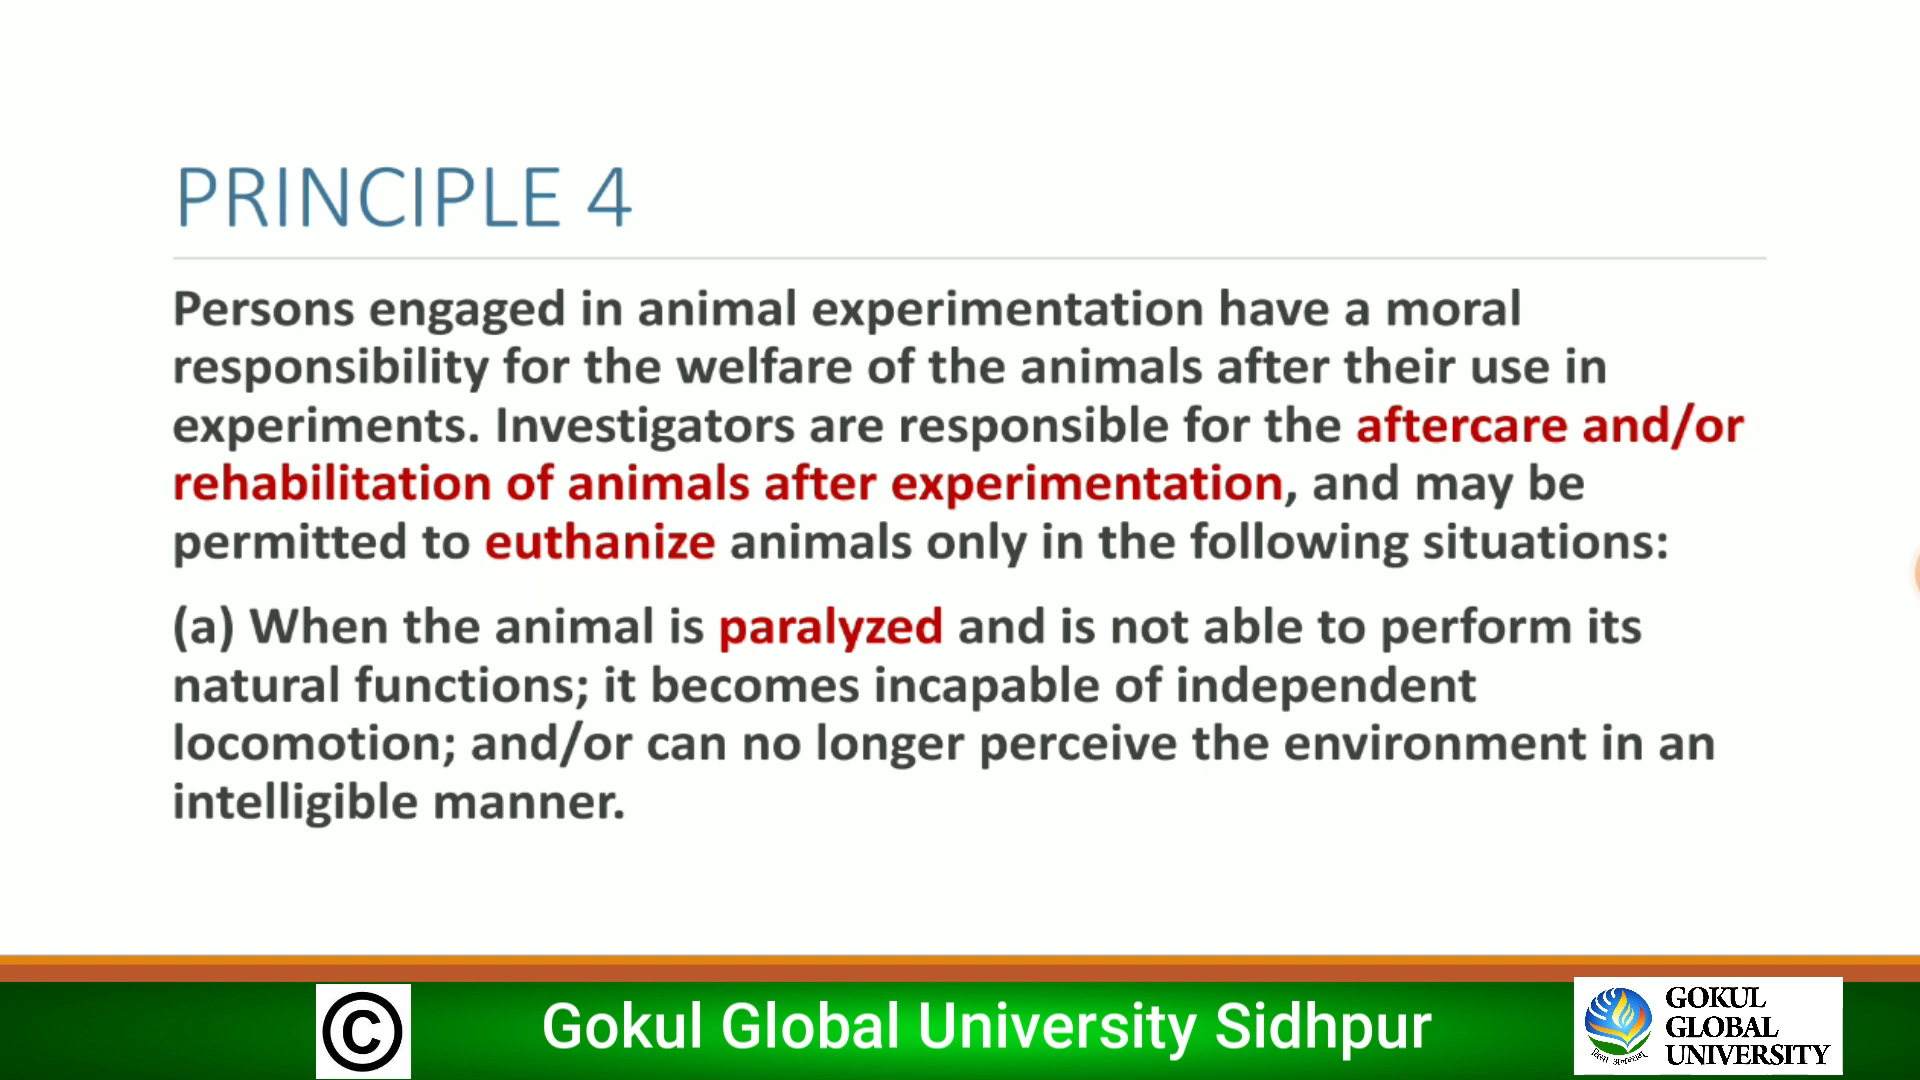 PRINCIPLE 4
Persons engaged in animal experimentation have a moral
responsibility for the welfare of the animals after their use in
experiments. Investigators are responsible for the aftercare and/or
rehabilitation of animals after experimentation, and may be
permitted to euthanize animals only in the following situations:
(a) When the animal is paralyzed and is not able to perform its
natural functions; it becomes incapable of independent
locomotion; and/or can no longer perceive the environment in an
intelligible manner.
©
Gokul Global University Sidhpur
GOKUL
GLOBAL
UNIVERSITY